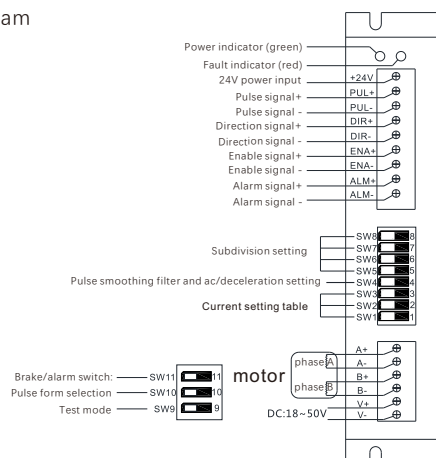 am
Power indicator (green)
Fault indicator (red)
24V power input +24V
Pulse signal+ PUL+
Pulse signal - PUL-
Direction signal+ DIR+
Direction signal - DIR-
Enable signal+ ENA+
Enable signal - ENA-
Alarm signal+ ALM+
Alarm signal - ALM-
SW8 8
SW7 7
Subdivision setting
SW6 6
SW5 5
Pulse smoothing filter and ac/deceleration setting SW4 4
SW3 3
Current setting table SW2 2
SW1 1
A+
phase A A-
motor
B+
phase B B-
V+
DC:18~50V V-
Brake/alarm switch: SW11 11
Pulse form selection SW10 10
Test mode SW9 9